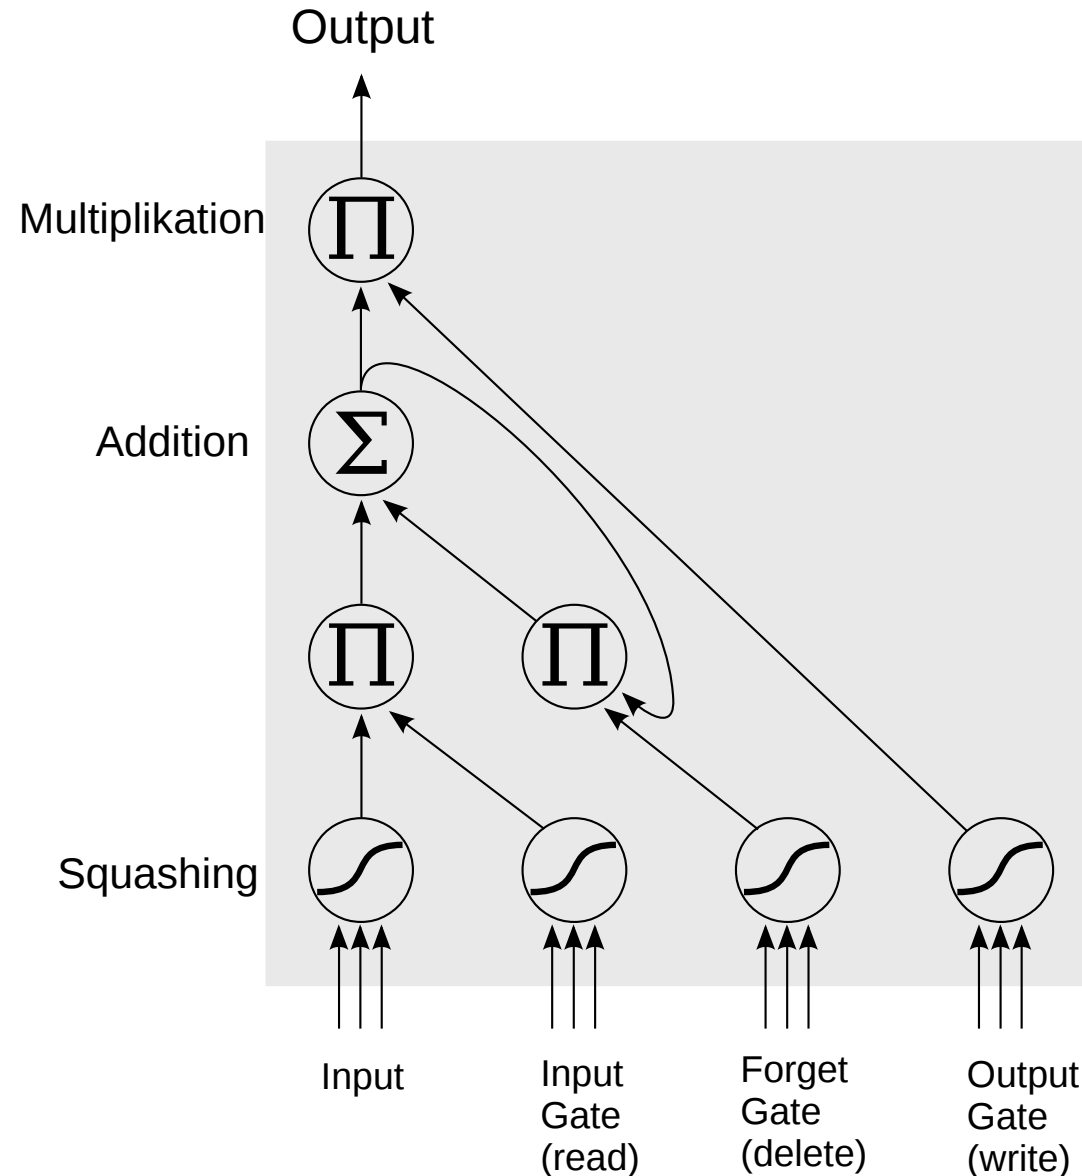 Output
Multiplikation
Π
Addition
Σ
Π
Π
Squashing
Input
Input
Gate
(read)
Forget
Gate
(delete)
Output
Gate
(write)